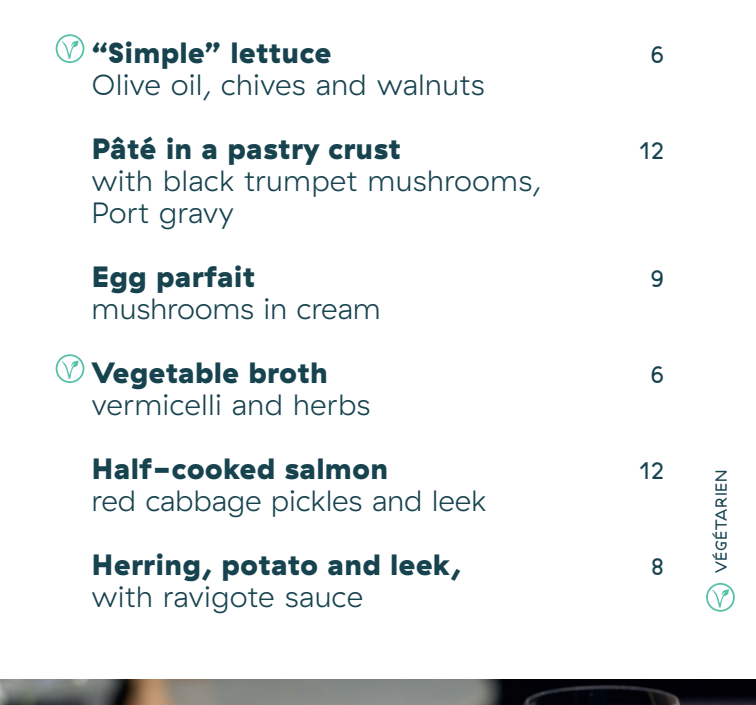 “Simple” lettuce 6
Olive oil, chives and walnuts
Pâté in a pastry crust 12
with black trumpet mushrooms,
Port gravy
Egg parfait 9
mushrooms in cream
Vegetable broth 6
vermicelli and herbs
Half-cooked salmon 12
red cabbage pickles and leek
Herring, potato and leek, 8
with ravigote sauce
VÉGÉTARIEN